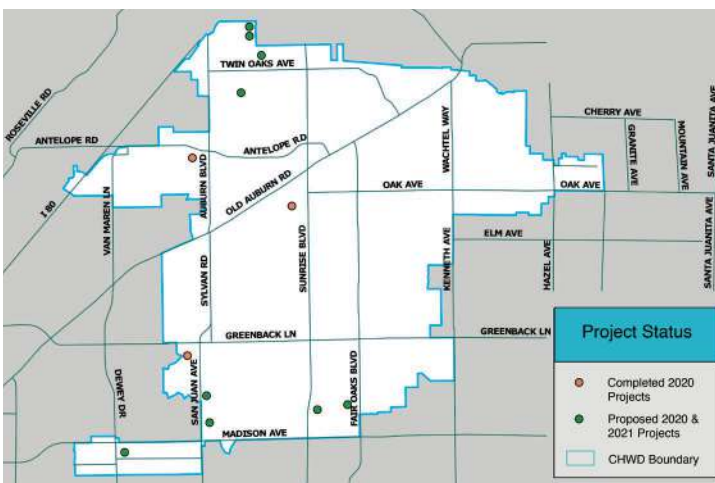 ROSEVILLE RD
TWIN OAKS AVE
ANTELOPE RD
ANTELOPE RD
I 80
VAN MAREN LN
AUBURN BLVD
OLD AUBURN RD
SYLVAN RD
SUNRISE BLVD
WACHTEL WAY
CHERRY AVE
GRANITE AVE
MOUNTAIN AVE
SANTA JUANITA AVE
OAK AVE
OAK AVE
ELM AVE
KENNETH AVE
HAZEL AVE
SANTA JUANITA AVE
GREENBACK LN
GREENBACK LN
DEWEY DR
SAN JUAN AVE
FAIR OAKS BLVD
MADISON AVE
Project Status
Completed 2020
Projects
Proposed 2020 &
2021 Projects
CHWD Boundary